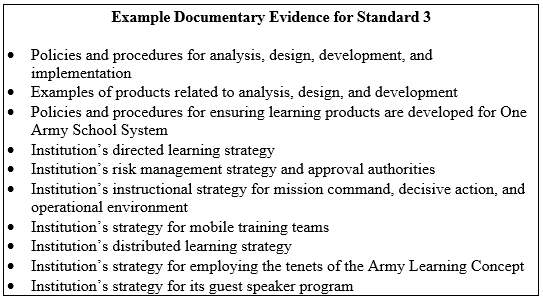 Example Documentary Evidence for Standard 3
• Policies and procedures for analysis, design, development, and
implementation
• Examples of products related to analysis, design, and development
• Policies and procedures for ensuring learning products are developed for One
Army School System
• Institution's directed learning strategy
• Institution's risk management strategy and approval authorities
• Institution's instructional strategy for mission command, decisive action, and
operational environment
• Institution's strategy for mobile training teams
• Institution's distributed learning strategy
• Institution's strategy for employing the tenets of the Army Learning Concept
• Institution's strategy for its guest speaker program